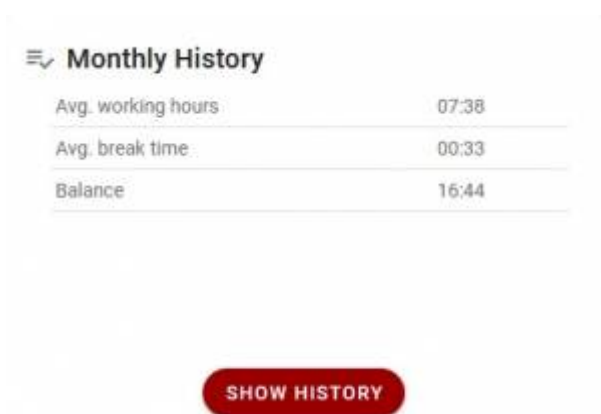 Monthly History
Avg. working hours 07:38
Avg. break time 00:33
Balance 16:44
SHOW HISTORY